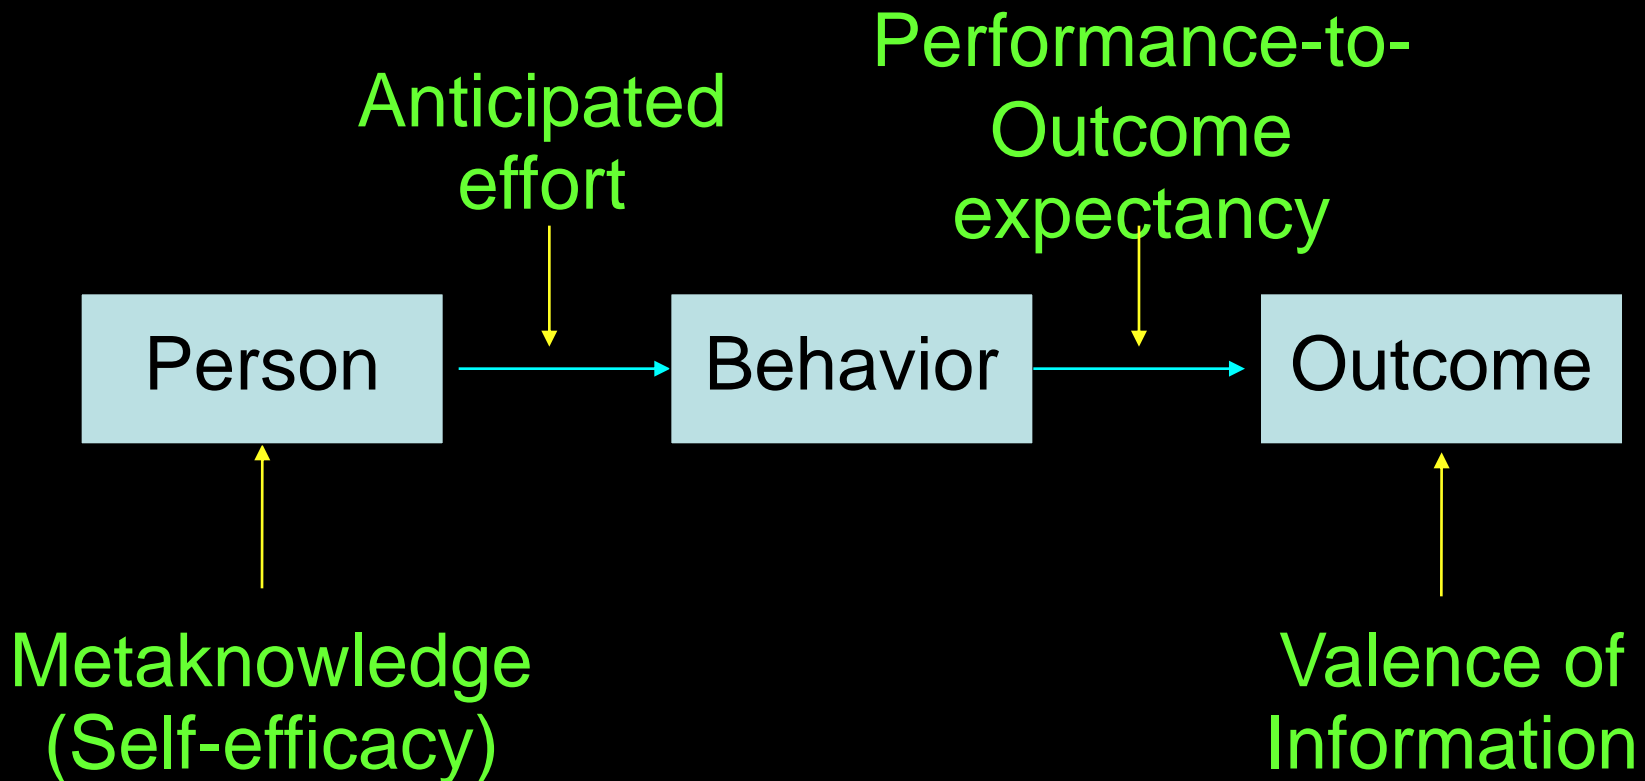 Performance-to-
Outcome
expectancy
Anticipated
effort
Person
Behavior
Outcome
Metaknowledge
(Self-efficacy)
Valence of
Information